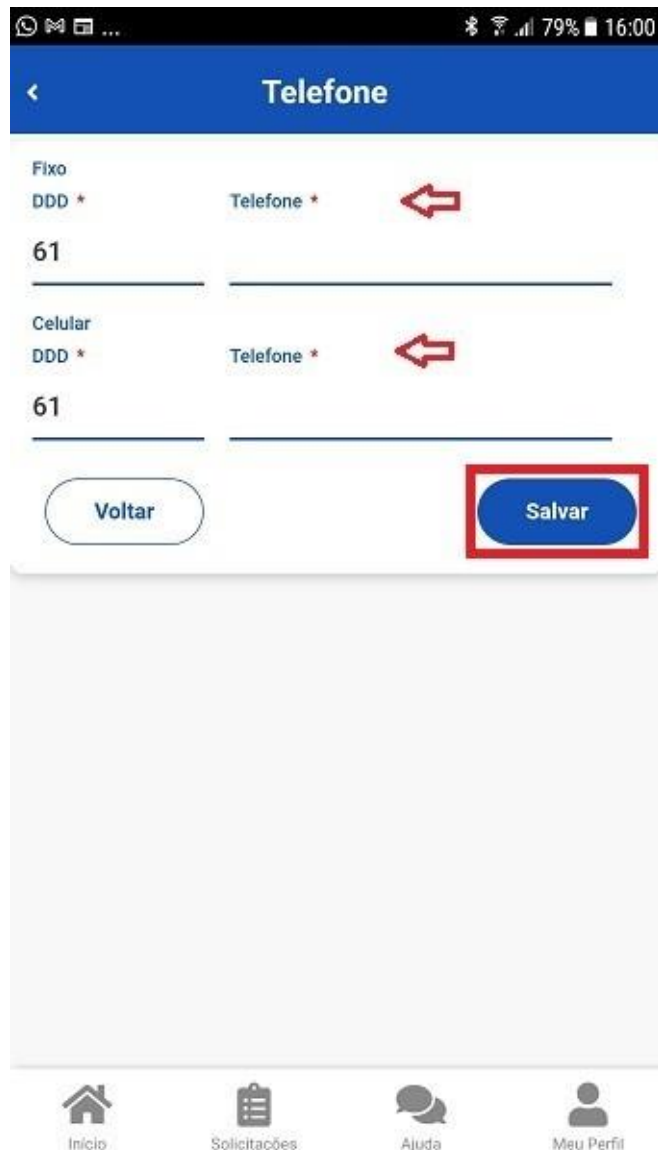 ... 79% 16:00
Telefone
Fixo
DDD * Telefone *
61
Celular
DDD * Telefone *
61
Voltar Salvar
Início Solicitações Ajuda Meu Perfil